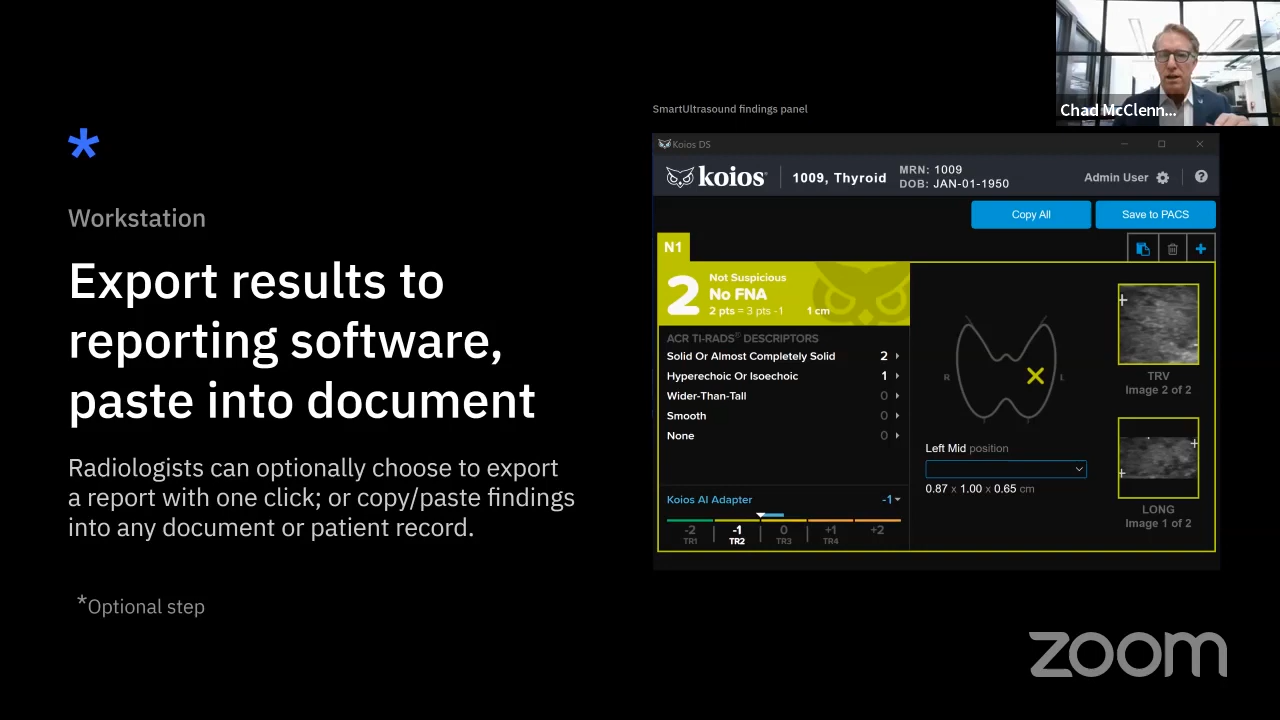 Chad McClenn...
SmartUltrasound findings panel
*
Workstation
Export results to
reporting software,
paste into document
Radiologists can optionally choose to export
a report with one click; or copy/paste findings
into any document or patient record.
*Optional step
Koios DS
koios
1009, Thyroid
MRN: 1009
DOB: JAN-01-1950
Admin User
?
Copy All
Save to PACS
N1
2
Not Suspicious
No FNA
2 pts = 3 pts -1 1 cm
ACR TI-RADS® DESCRIPTORS
Solid Or Almost Completely Solid 2
Hyperechoic Or Isoechoic 1
Wider-Than-Tall 0
Smooth 0
None 0
Koios AI Adapter -1
-2 -1 0 +1 +2
TR1 TR2 TR3 TR4
R
L
Left Mid position
0.87 x 1.00 x 0.65 cm
TRV
Image 2 of 2
LONG
Image 1 of 2
zoom